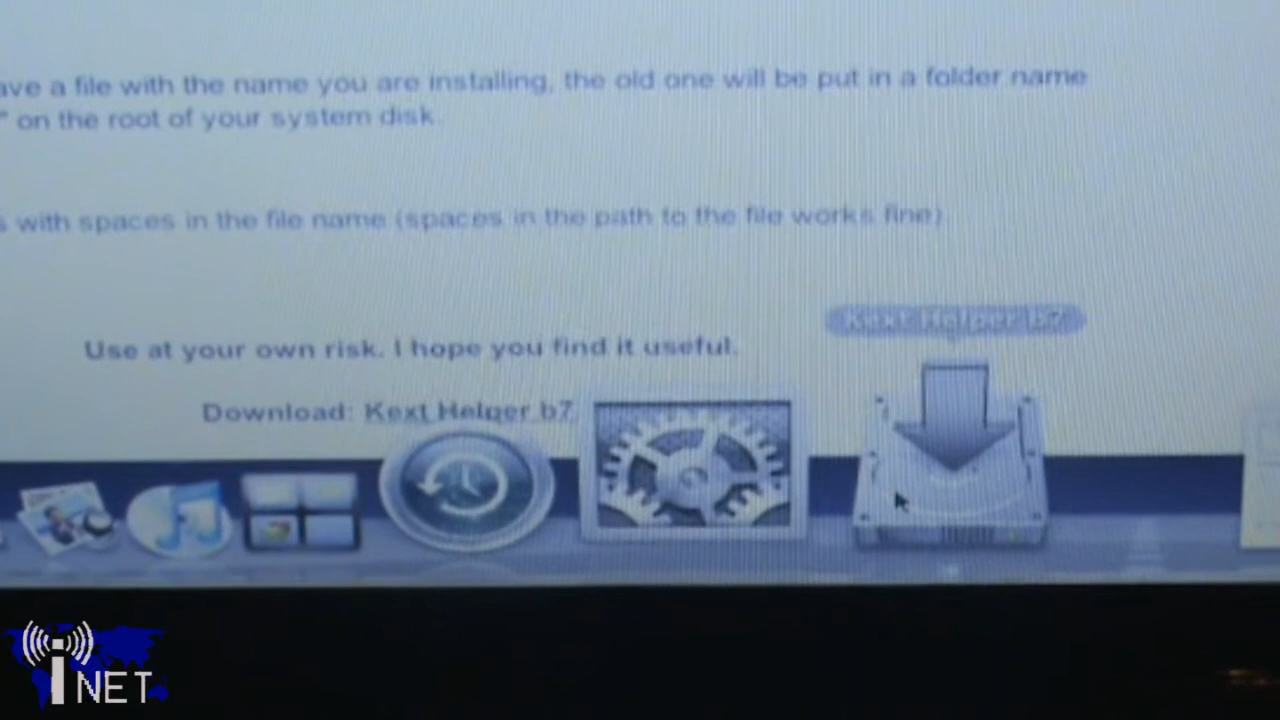 ave a file with the name you are installing, the old one will be put in a folder name
" on the root of your system disk.
s with spaces in the file name (spaces in the path to the file works fine)
Kext Helper b7
Use at your own risk. I hope you find it useful.
Download: Kext Helper b7
i NET